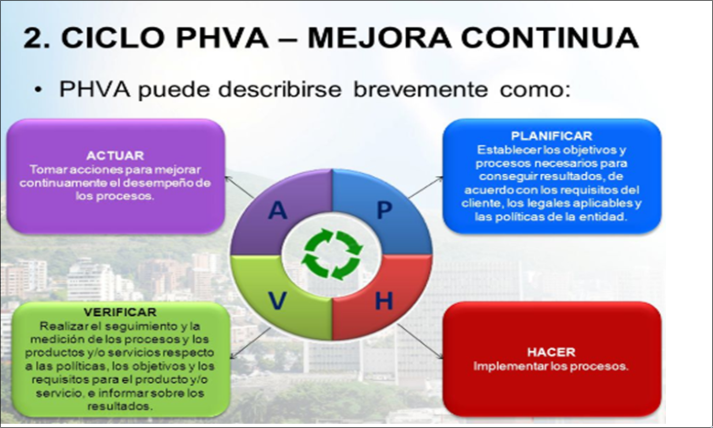 2. CICLO PHVA – MEJORA CONTINUA
• PHVA puede describirse brevemente como:
ACTUAR
Tomar acciones para mejorar
continuamente el desempeño de
los procesos.
PLANIFICAR
Establecer los objetivos y
procesos necesarios para
conseguir resultados, de
acuerdo con los requisitos del
cliente, los legales aplicables y
las políticas de la entidad.
A
P
V
H
VERIFICAR
Realizar el seguimiento y la
medición de los procesos y los
productos y/o servicios respecto
a las políticas, los objetivos y los
requisitos para el producto y/o
servicio, e informar sobre los
resultados.
HACER
Implementar los procesos.